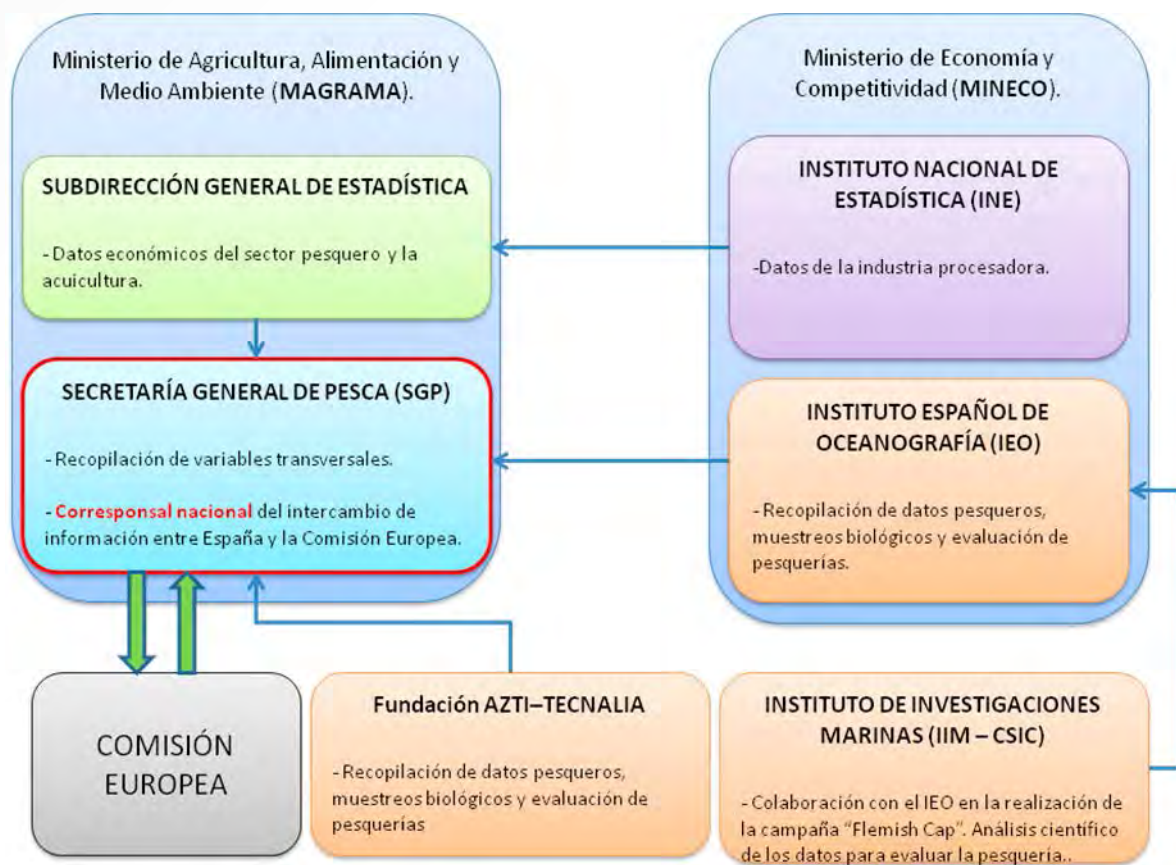 Ministerio de Agricultura, Alimentación y
Medio Ambiente (MAGRAMA).
SUBDIRECCIÓN GENERAL DE ESTADÍSTICA
- Datos económicos del sector pesquero y la
acuicultura.
SECRETARÍA GENERAL DE PESCA (SGP)
- Recopilación de variables transversales.
- Corresponsal nacional del intercambio de
información entre España y la Comisión Europea.
Ministerio de Economía y
Competitividad (MINECO).
INSTITUTO NACIONAL DE
ESTADÍSTICA (INE)
-Datos de la industria procesadora.
INSTITUTO ESPAÑOL DE
OCEANOGRAFÍA (IEO)
- Recopilación de datos pesqueros,
muestreos biológicos y evaluación de
pesquerías.
COMISIÓN
EUROPEA
Fundación AZTI–TECNALIA
- Recopilación de datos pesqueros,
muestreos biológicos y evaluación de
pesquerías
INSTITUTO DE INVESTIGACIONES
MARINAS (IIM – CSIC)
- Colaboración con el IEO en la realización de
la campaña “Flemish Cap”. Análisis científico
de los datos para evaluar la pesquería..